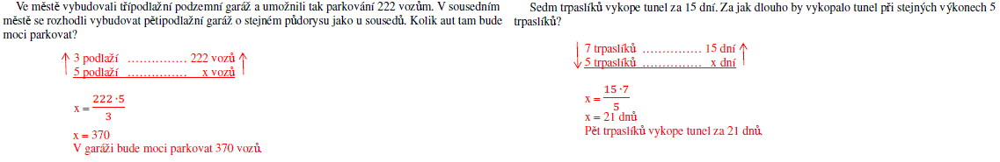 Ve městě vybudovali třípodlažní podzemní garáž a umožnili tak parkování 222 vozům. V sousedním
městě se rozhodli vybudovat pětipodlažní garáž o stejném půdorysu jako u sousedů. Kolik aut tam bude
moci parkovat?
3 podlaží ............... 222 vozů
5 podlaží ............... x vozů
x = \frac{222 \cdot 5}{3}
x = 370
V garáži bude moci parkovat 370 vozů.
Sedm trpaslíků vykope tunel za 15 dní. Za jak dlouho by vykopalo tunel při stejných výkonech 5
trpaslíků?
7 trpaslíků ............... 15 dní
5 trpaslíků ............... x dní
x = \frac{15 \cdot 7}{5}
x = 21 dnů
Pět trpaslíků vykope tunel za 21 dnů.